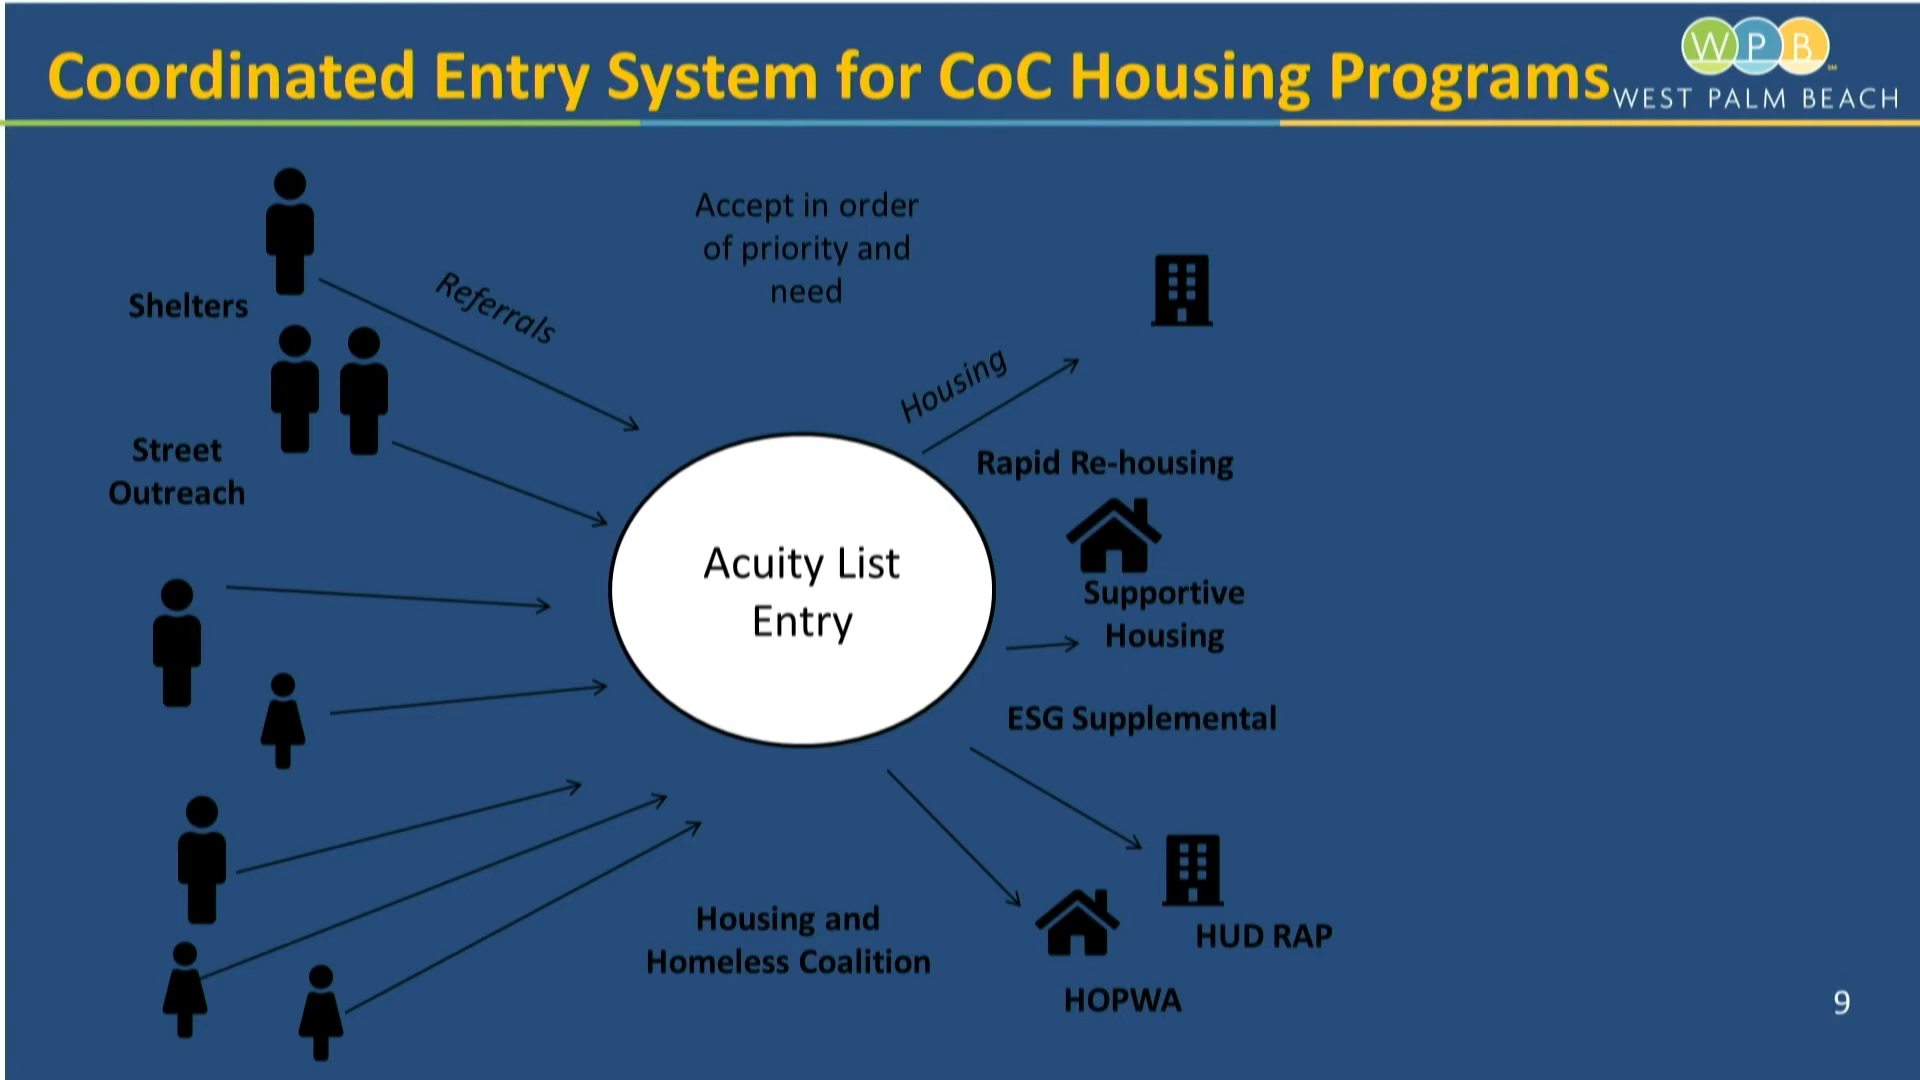 Coordinated Entry System for CoC Housing Programs
WPB
WEST PALM BEACH
Accept in order
of priority and
need
Shelters
Referrals
Housing
Street
Outreach
Rapid Re-housing
Acuity List
Entry
Supportive
Housing
ESG Supplemental
Housing and
Homeless Coalition
HUD RAP
HOPWA
9